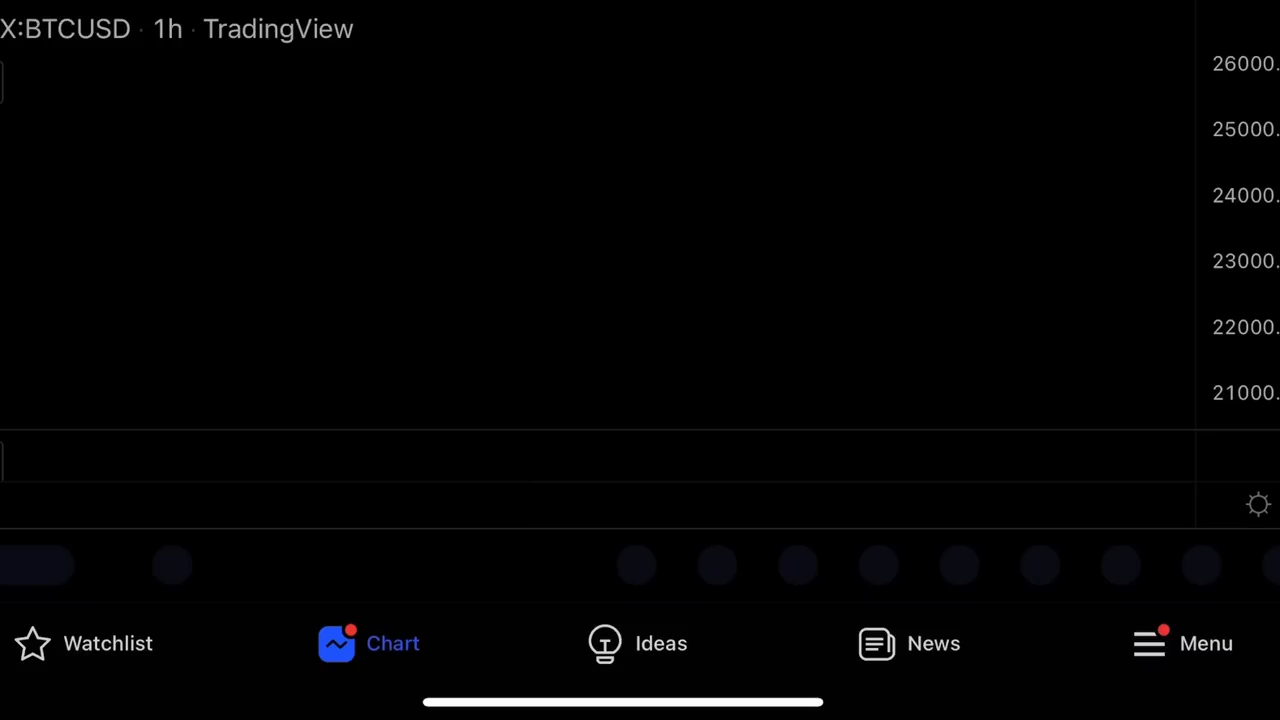 X:BTCUSD · 1h · TradingView
26000.
25000.
24000.
23000.
22000.
21000.
Watchlist
Chart
Ideas
News
Menu